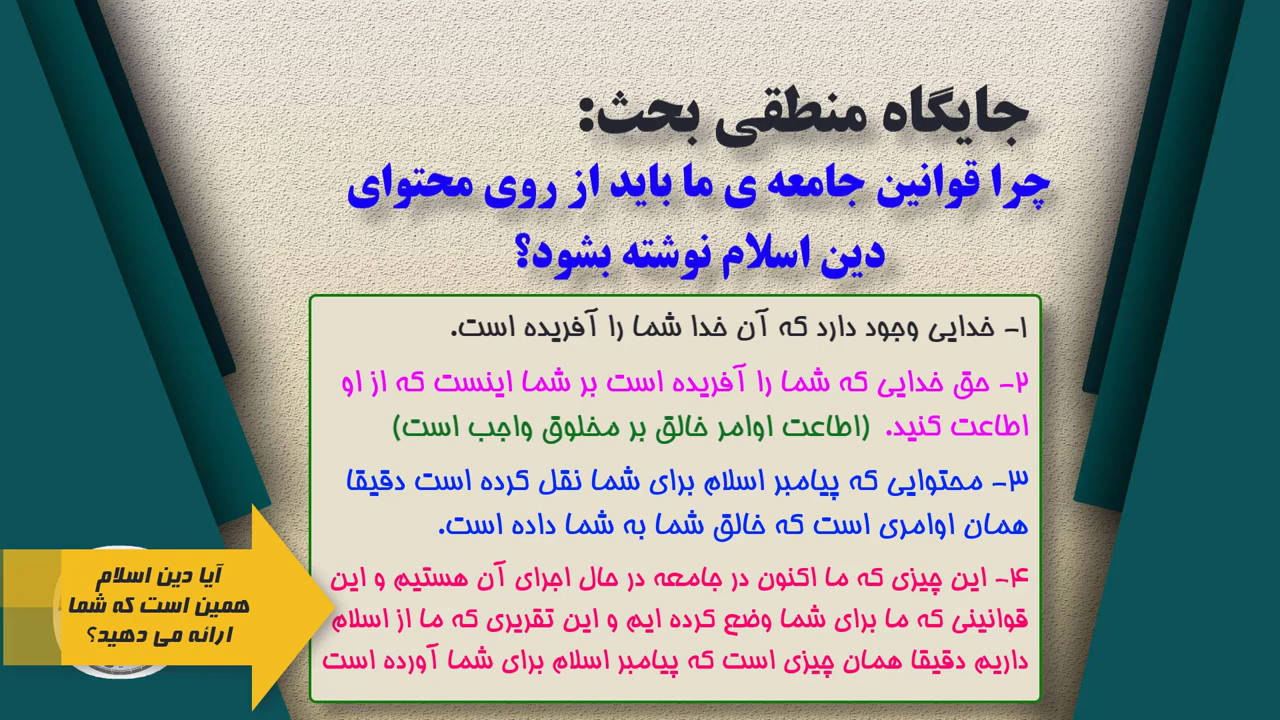 جایگاه منطقی بحث:
چرا قوانین جامعه ی ما باید از روی محتوای
دین اسلام نوشته بشود؟
۱- خدایی وجود دارد که آن خدا شما را آفریده است.
۲- حق خدایی که شما را آفریده است بر شما اینست که از او
اطاعت کنید. (اطاعت اوامر خالق بر مخلوق واجب است)
۳- محتوایی که پیامبر اسلام برای شما نقل کرده است دقیقا
همان اوامری است که خالق شما به شما داده است.
۴- این چیزی که ما اکنون در جامعه در حال اجرای آن هستیم و این
قوانینی که ما برای شما وضع کرده ایم و این تقریری که ما از اسلام
داریم دقیقا همان چیزی است که پیامبر اسلام برای شما آورده است
آیا دین اسلام
همین است که شما
ارائه می دهید؟